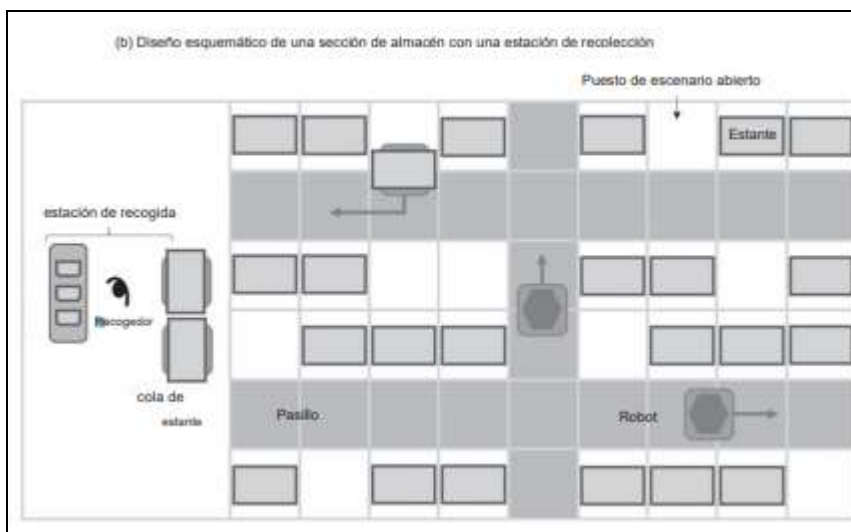 (b) Diseño esquemático de una sección de almacén con una estación de recolección
Puesto de escenario abierto
Estante
estación de recogida
Recogedor
cola de
estante
Pasillo
Robot